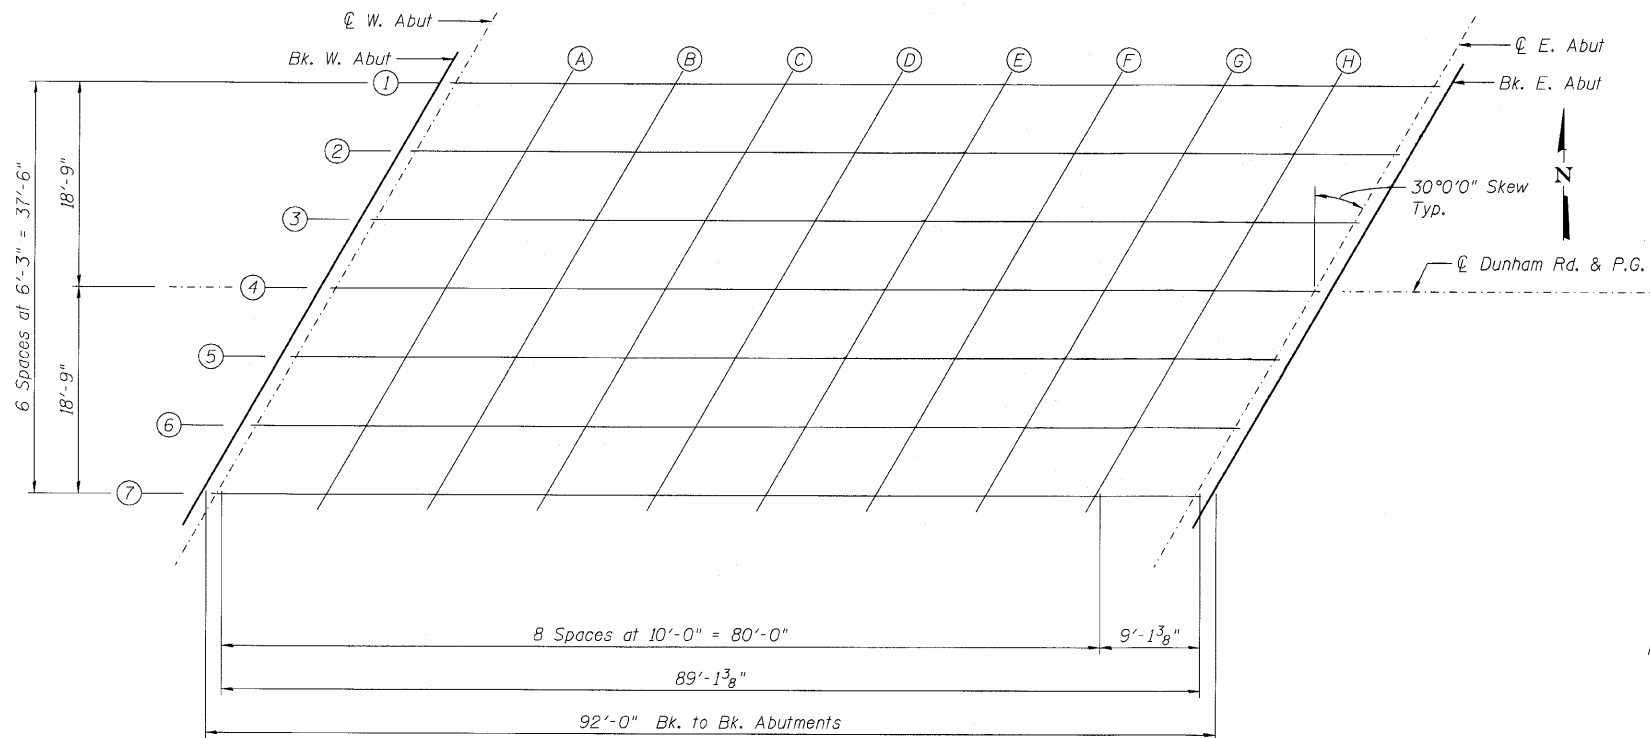 ℄ W. Abut
Bk. W. Abut
A
B
C
D
E
F
G
H
℄ E. Abut
Bk. E. Abut
1
2
3
4
5
6
7
6 Spaces at 6'-3" = 37'-6"
18'-9"
18'-9"
30°0'0" Skew
Typ.
N
℄ Dunham Rd. & P.G.
8 Spaces at 10'-0" = 80'-0"
9'-1 3/8"
89'-1 3/8"
92'-0" Bk. to Bk. Abutments